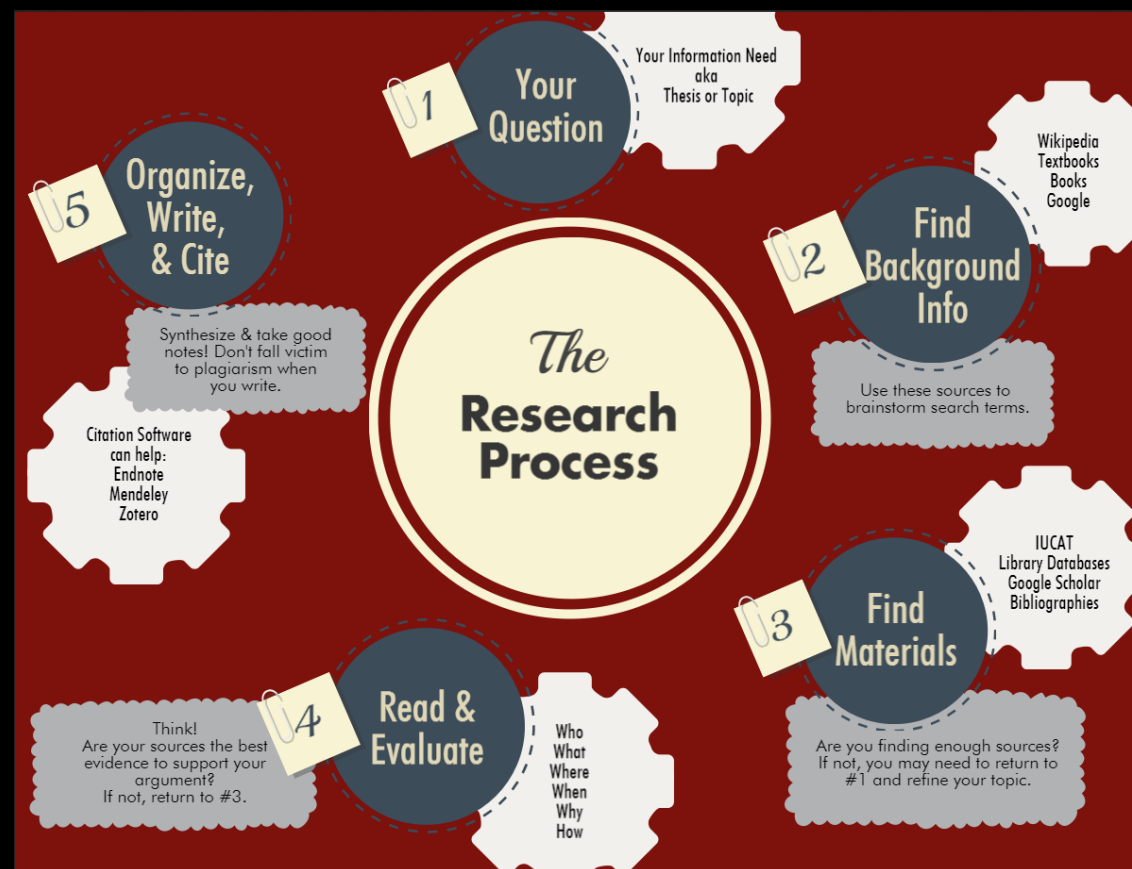 The
Research
Process
1
Your
Question
Your Information Need
aka
Thesis or Topic
2
Find
Background
Info
Wikipedia
Textbooks
Books
Google
Use these sources to
brainstorm search terms.
3
Find
Materials
IUCAT
Library Databases
Google Scholar
Bibliographies
Are you finding enough sources?
If not, you may need to return to
#1 and refine your topic.
4
Read &
Evaluate
Who
What
Where
When
Why
How
Think!
Are your sources the best
evidence to support your
argument?
If not, return to #3.
5
Organize,
Write,
& Cite
Synthesize & take good
notes! Don't fall victim
to plagiarism when
you write.
Citation Software
can help:
Endnote
Mendeley
Zotero